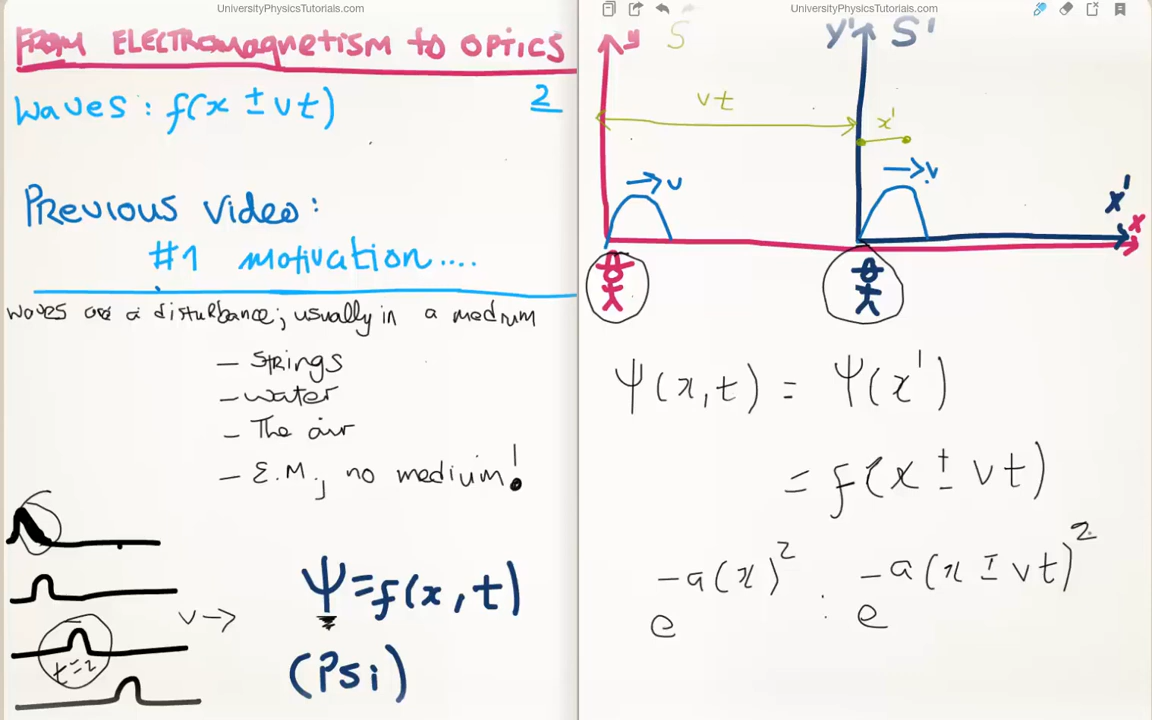 UniversityPhysicsTutorials.com
FROM ELECTROMAGNETISM TO OPTICS
Waves: f(x ± vt)
2
Previous video:
#1 motivation....
waves are a disturbance; usually in a medium
- Strings
- water
- The air
- E.M., no medium!
v →
t=2
Ψ=f(x,t)
(Psi)
UniversityPhysicsTutorials.com
y S
y' S'
vt
x'
→ v
→ v
x'
x
Ψ(x,t) = Ψ(x')
= f(x ± vt)
e^-a(x)^2 : e^-a(x ± vt)^2